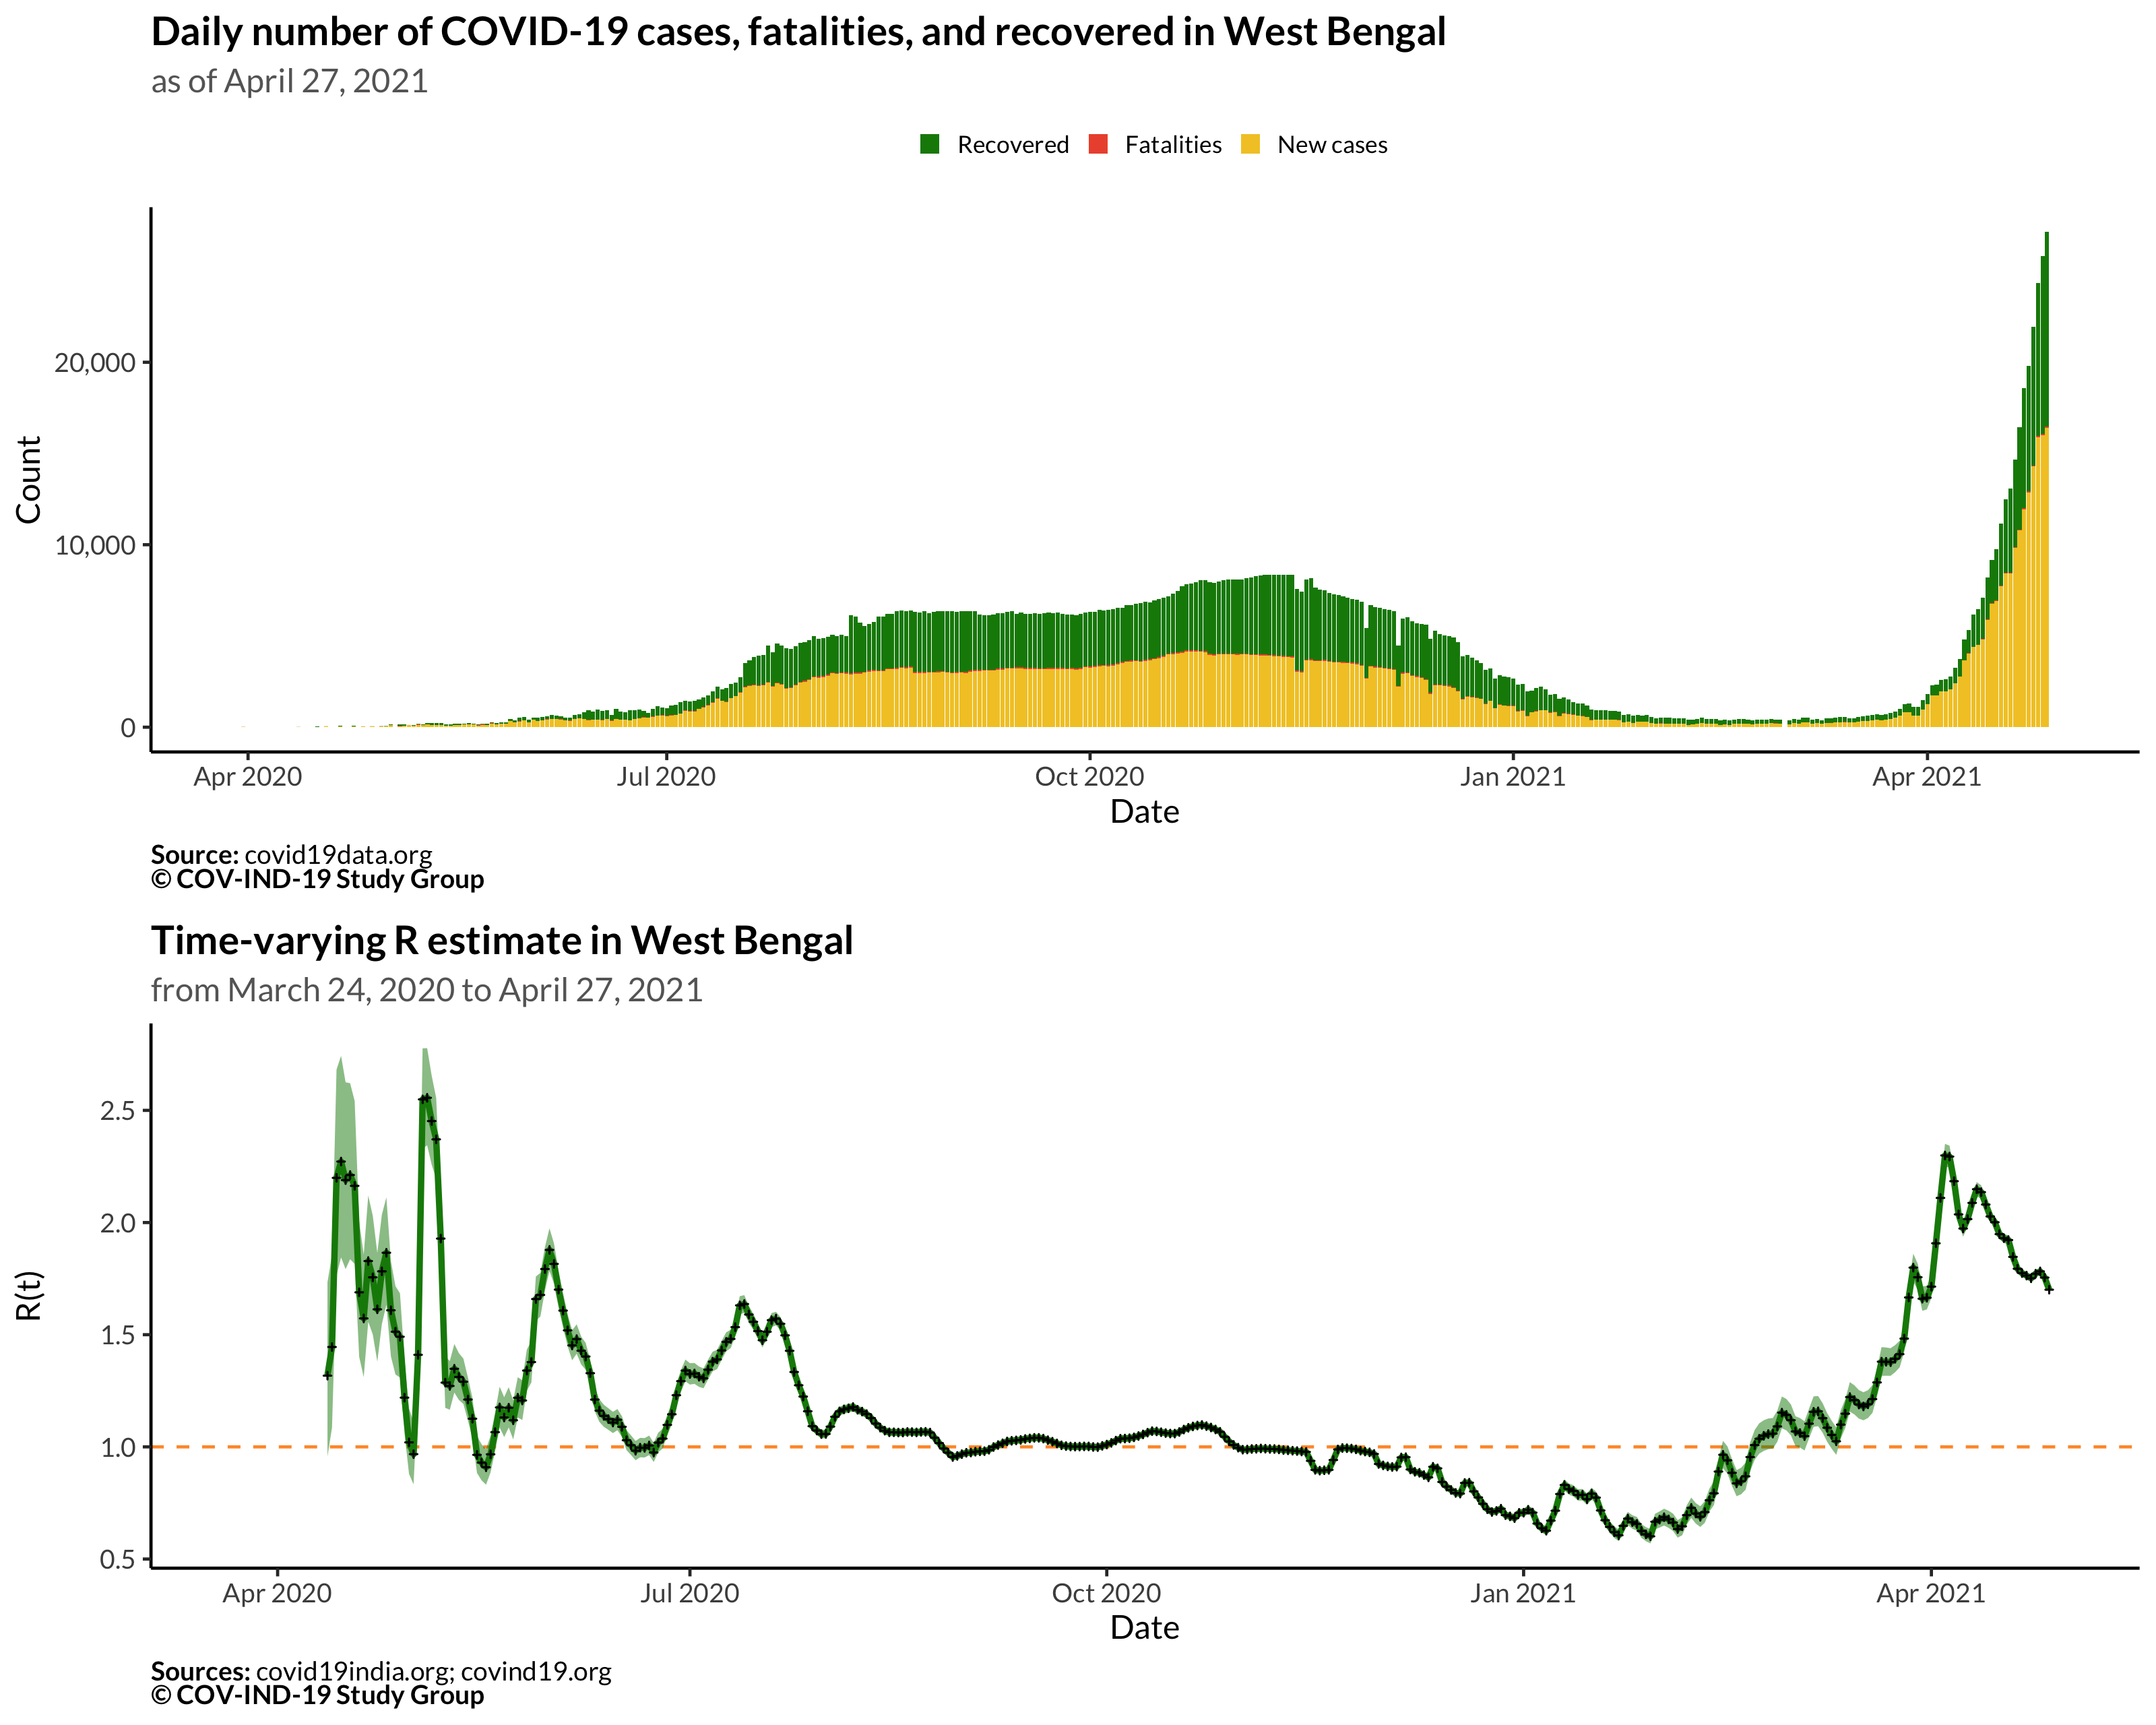 Daily number of COVID-19 cases, fatalities, and recovered in West Bengal
as of April 27, 2021
Recovered Fatalities New cases
Count
20,000
10,000
0
Apr 2020 Jul 2020 Oct 2020 Jan 2021 Apr 2021
Date
Source: covid19data.org
© COV-IND-19 Study Group
Time-varying R estimate in West Bengal
from March 24, 2020 to April 27, 2021
R(t)
2.5
2.0
1.5
1.0
0.5
Apr 2020 Jul 2020 Oct 2020 Jan 2021 Apr 2021
Date
Sources: covid19india.org; covind19.org
© COV-IND-19 Study Group